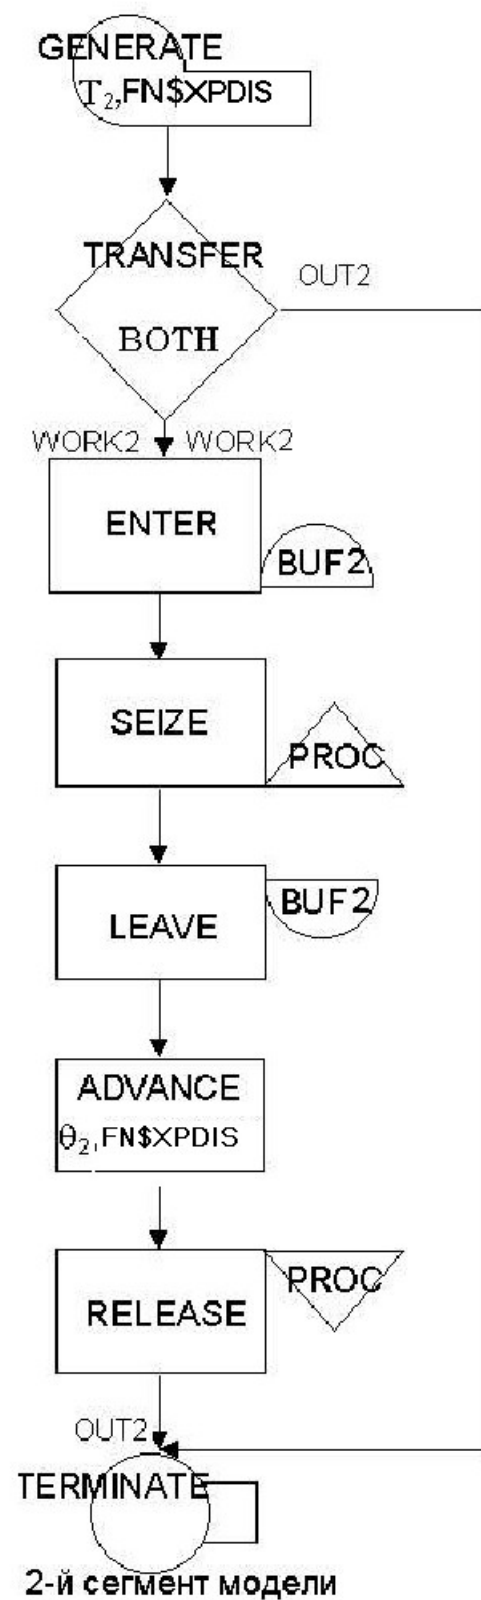 GENERATE
T₂,FN$XPDIS
TRANSFER
OUT2
BOTH
WORK2 WORK2
ENTER
BUF2
SEIZE
PROC
LEAVE
BUF2
ADVANCE
θ₂,FN$XPDIS
RELEASE
PROC
OUT2
TERMINATE
2-й сегмент модели